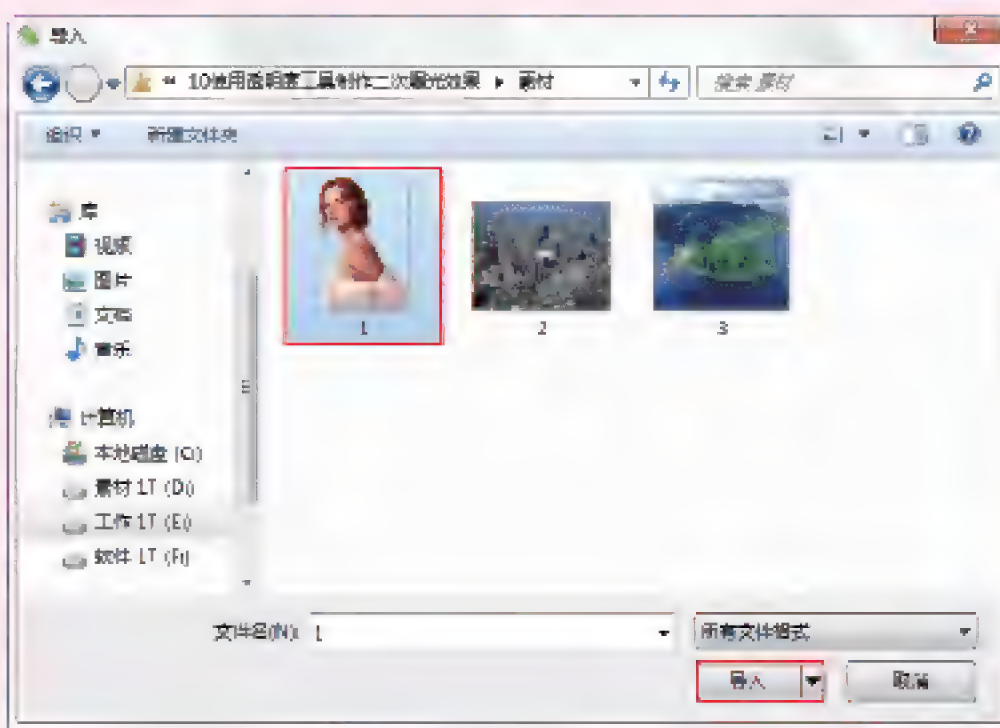 导入
10使用透明度工具制作二次曝光效果 ▸ 素材
搜索 素材
组织
新建文件夹
库
视频
图片
文档
音乐
计算机
本地磁盘 (C:)
素材 1T (D:)
工作 1T (E:)
软件 1T (F:)
1
2
3
文件名(N): 1
所有文件格式
导入
取消